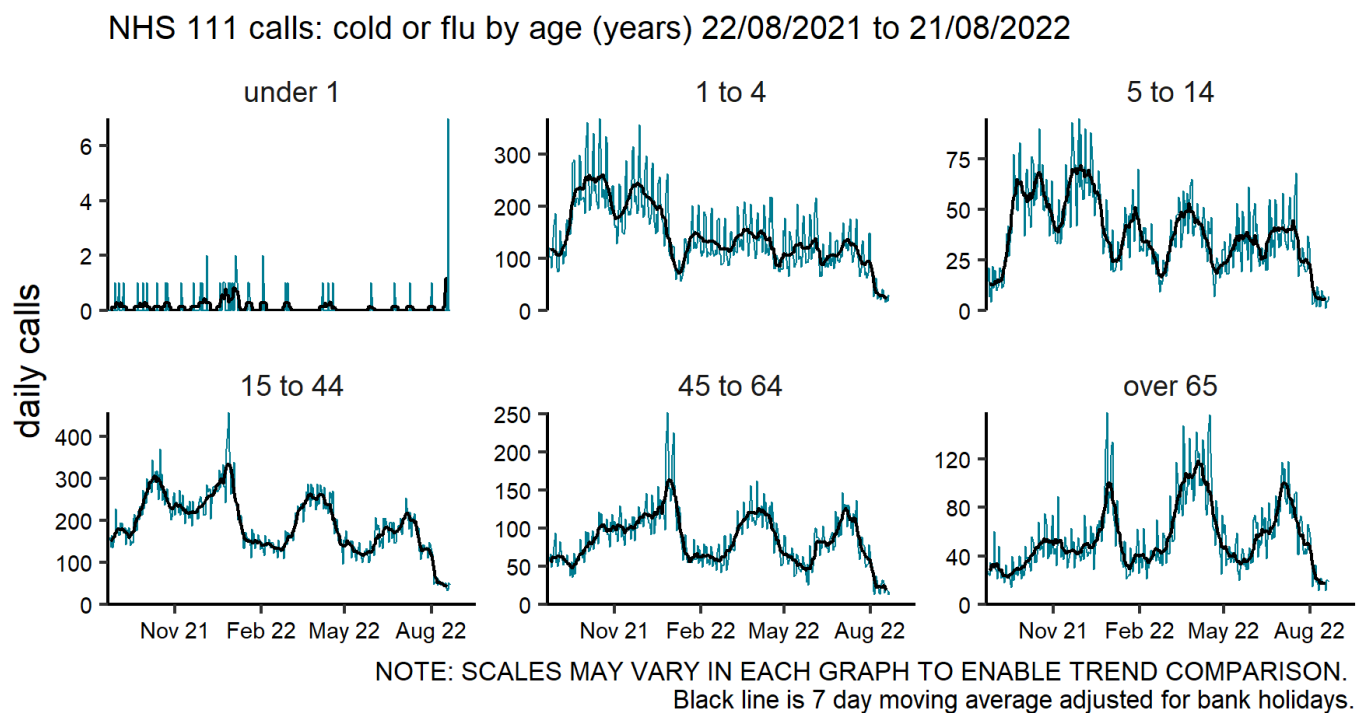 NHS 111 calls: cold or flu by age (years) 22/08/2021 to 21/08/2022
under 1
1 to 4
5 to 14
6
4
2
0
300
200
100
0
75
50
25
0
daily calls
15 to 44
45 to 64
over 65
400
300
200
100
0
250
200
150
100
50
0
120
80
40
0
Nov 21 Feb 22 May 22 Aug 22
Nov 21 Feb 22 May 22 Aug 22
Nov 21 Feb 22 May 22 Aug 22
NOTE: SCALES MAY VARY IN EACH GRAPH TO ENABLE TREND COMPARISON.
Black line is 7 day moving average adjusted for bank holidays.